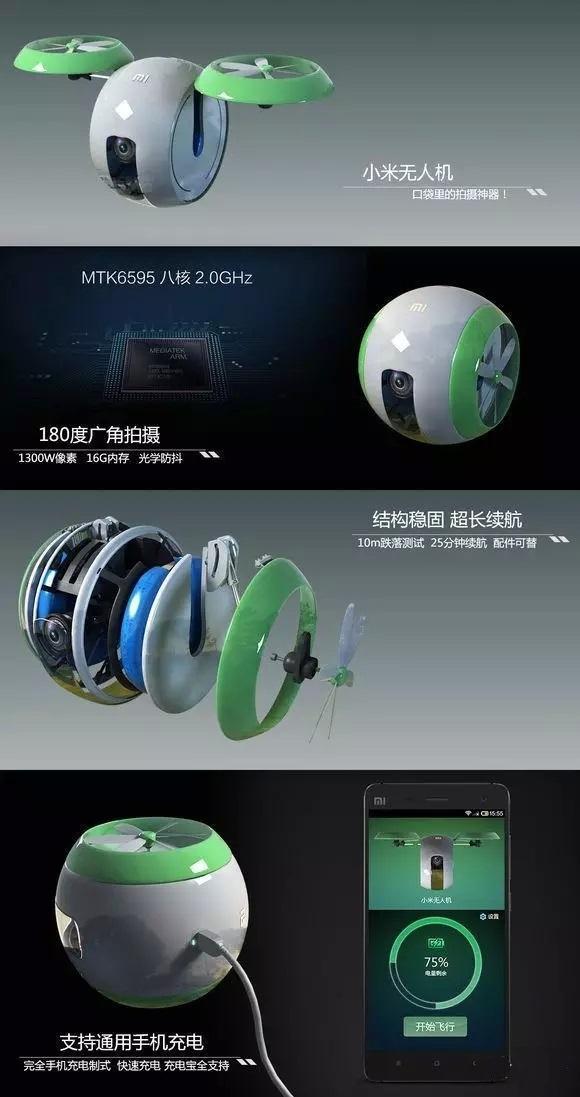 MI
小米无人机
口袋里的拍摄神器！
MTK6595 八核 2.0GHz
MEDIATEK
ARM
MI
180度广角拍摄
1300W像素 16G内存 光学防抖
结构稳固 超长续航
10m跌落测试 25分钟续航 配件可替
MI
15:55
小米无人机
设置
75%
电量剩余
开始飞行
MI
支持通用手机充电
完全手机充电制式 快速充电 充电宝全支持